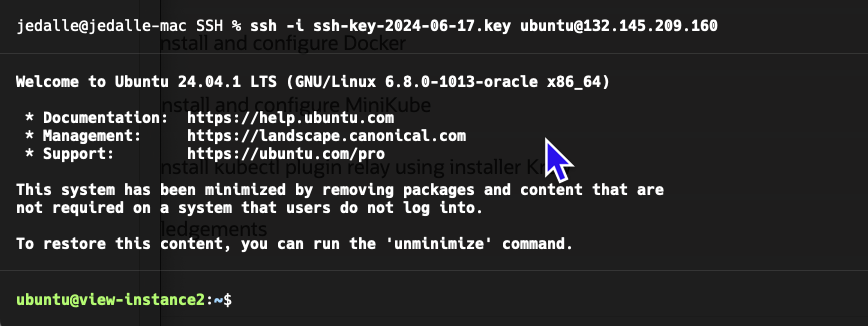 jedalle@jedalle-mac SSH % ssh -i ssh-key-2024-06-17.key ubuntu@132.145.209.160
nstall and configure Docker
Welcome to Ubuntu 24.04.1 LTS (GNU/Linux 6.8.0-1013-oracle x86_64)
nstall and configure MiniKube
* Documentation:  https://help.ubuntu.com
* Management:     https://landscape.canonical.com
* Support:        https://ubuntu.com/pro
nstall kubectl plugin relay using installer Kr
This system has been minimized by removing packages and content that are
not required on a system that users do not log into.
ledgements
To restore this content, you can run the 'unminimize' command.
ubuntu@view-instance2:~$